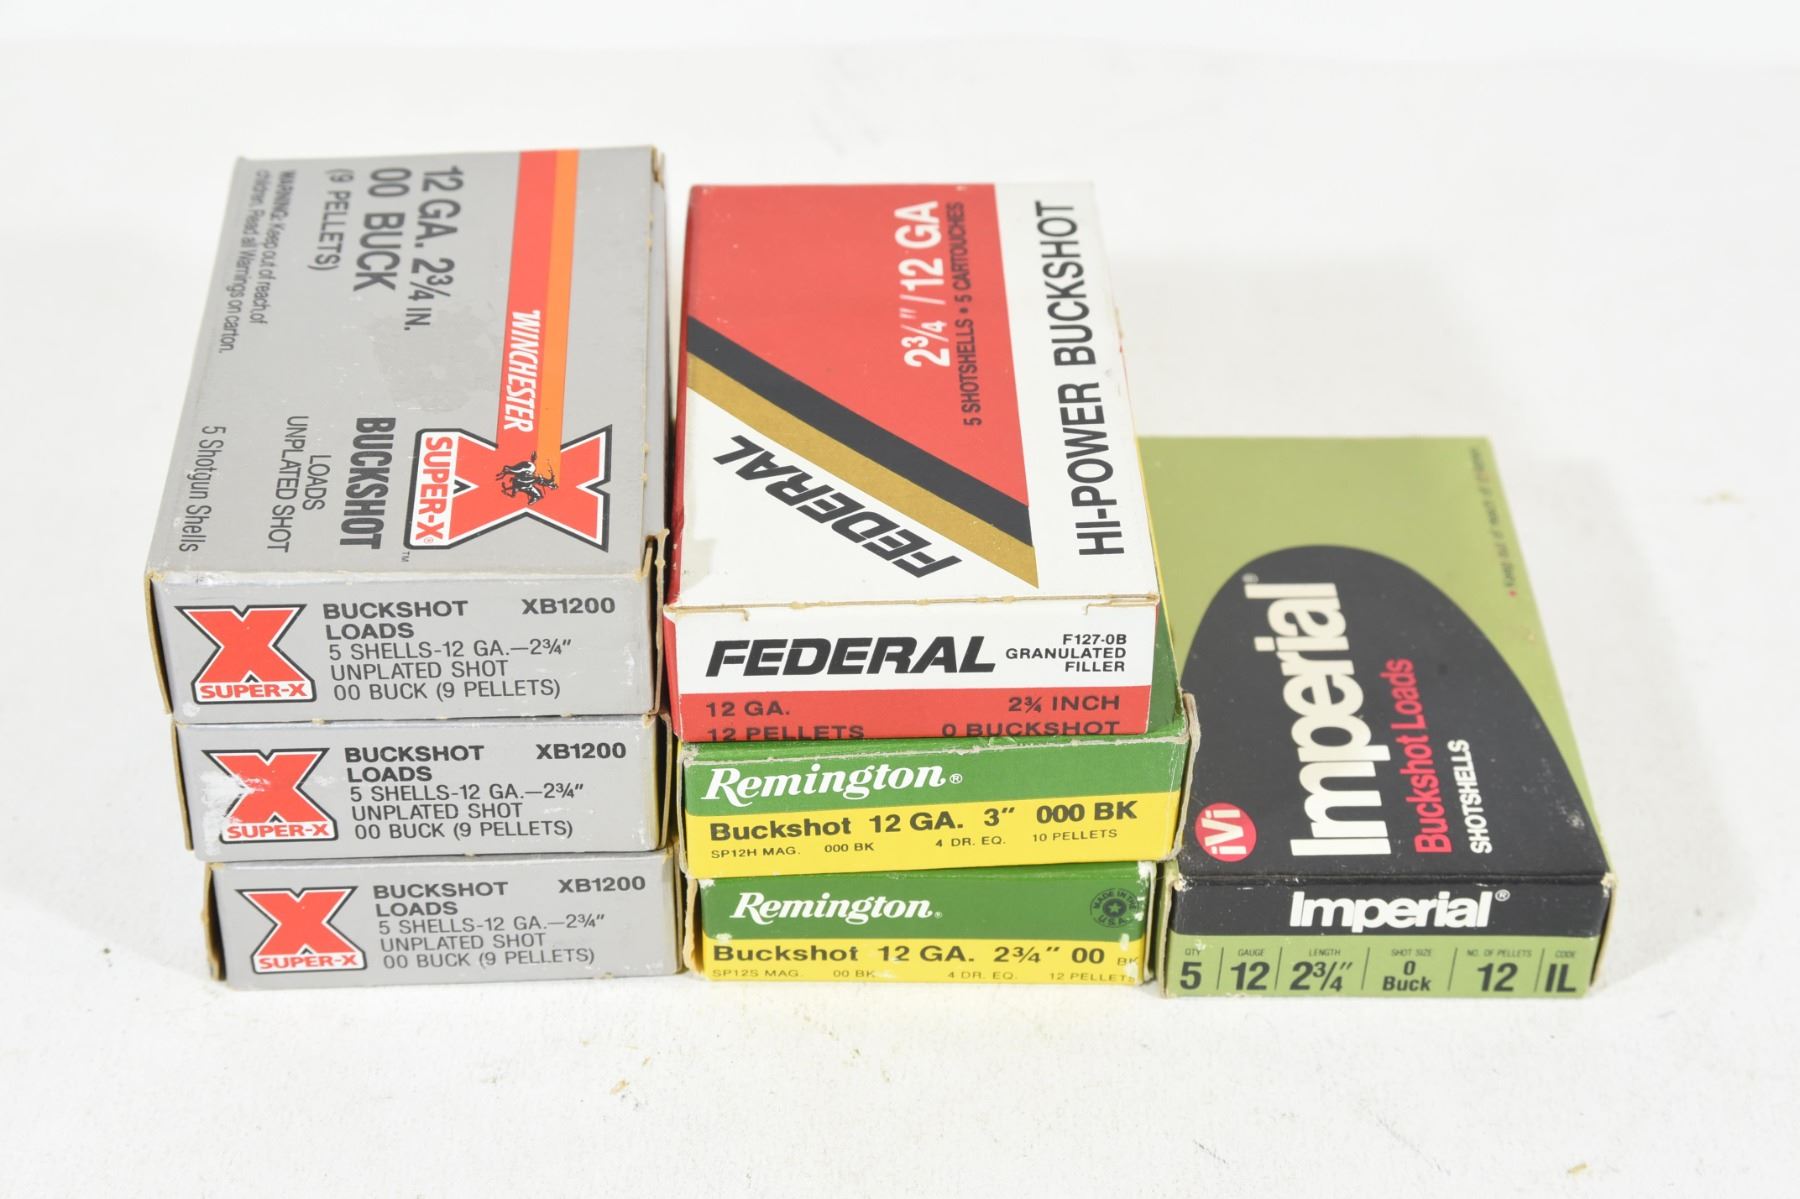 12 GA. 2¾ IN.
00 BUCK
(9 PELLETS)
WARNING: Keep out of reach of
children. Read all Warnings on carton.
WINCHESTER
SUPER-X®
BUCKSHOT™
LOADS
UNPLATED SHOT
5 Shotgun Shells
SUPER-X
BUCKSHOT XB1200
LOADS
5 SHELLS-12 GA.—2¾"
UNPLATED SHOT
00 BUCK (9 PELLETS)
SUPER-X
BUCKSHOT XB1200
LOADS
5 SHELLS-12 GA.—2¾"
UNPLATED SHOT
00 BUCK (9 PELLETS)
SUPER-X
BUCKSHOT XB1200
LOADS
5 SHELLS-12 GA.—2¾"
UNPLATED SHOT
00 BUCK (9 PELLETS)
2¾"/12 GA
5 SHOTSHELLS • 5 CARTOUCHES
HI-POWER BUCKSHOT
FEDERAL
FEDERAL
F127-0B
GRANULATED
FILLER
12 GA. 2¾ INCH
12 PELLETS 0 BUCKSHOT
Remington®
Buckshot 12 GA. 3" 000 BK
SP12H MAG. 000 BK 4 DR. EQ. 10 PELLETS
Remington®
MADE IN THE U.S.A.
Buckshot 12 GA. 2¾" 00 BK
SP12S MAG. 00 BK 4 DR. EQ. 12 PELLETS
Keep out of reach of
iVi
Imperial®
Buckshot Loads
SHOTSHELLS
Imperial®
QTY GAUGE LENGTH SHOT SIZE NO. OF PELLETS CODE
5 12 2¾" 0 Buck 12 IL